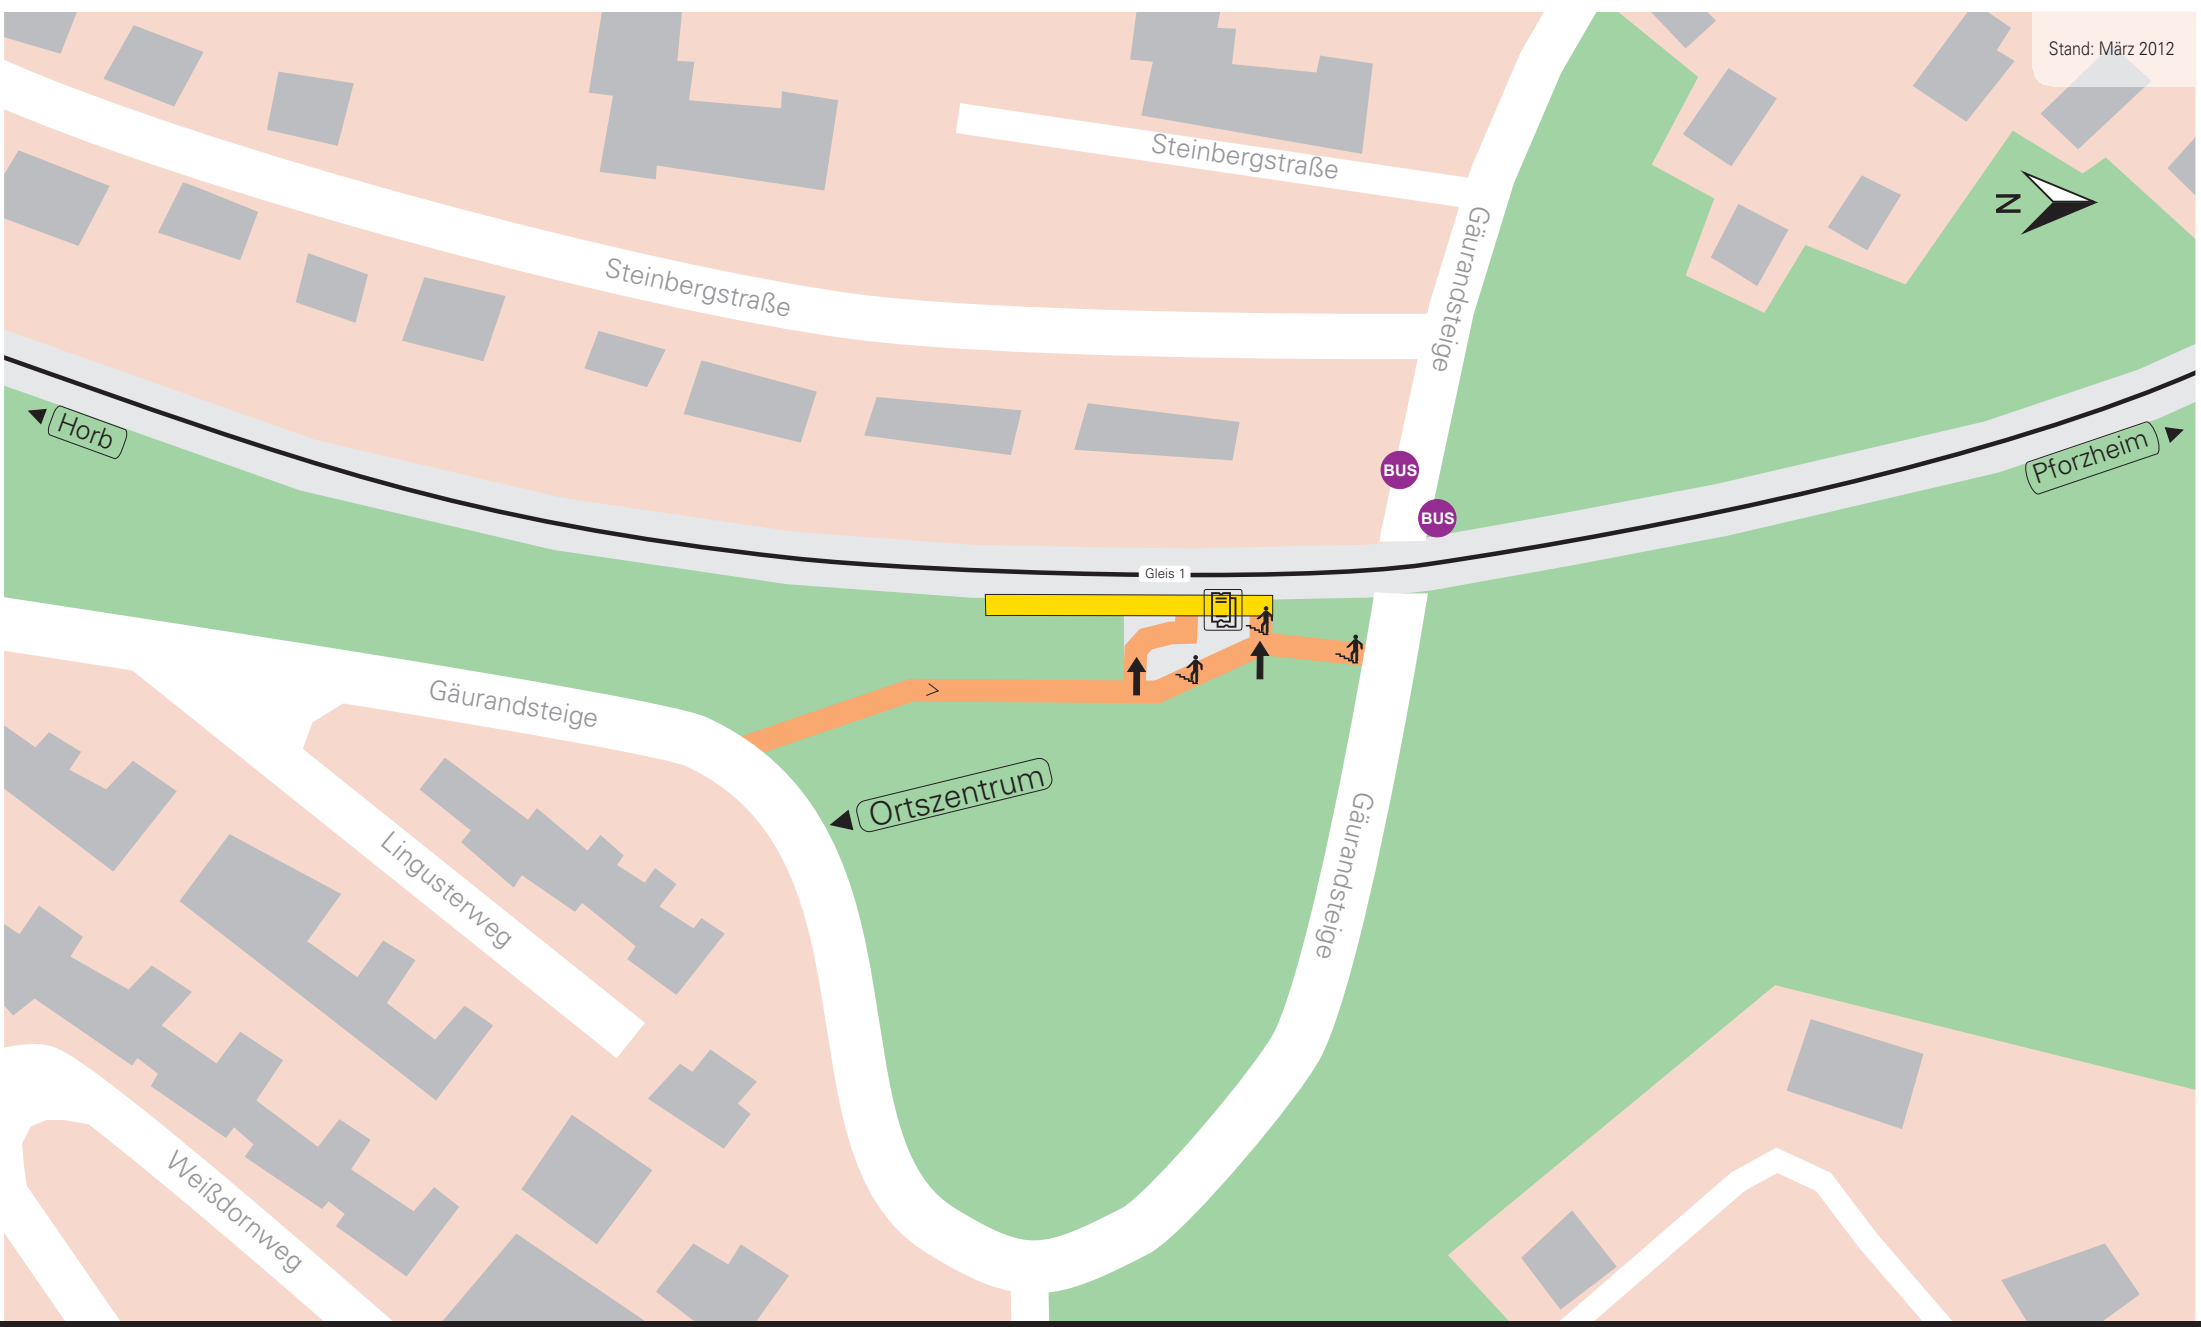 Stand: März 2012
Steinbergstraße
N
Gäurandsteige
Steinbergstraße
Horb
Pforzheim
BUS
BUS
Gleis 1
Gäurandsteige
Ortszentrum
Gäurandsteige
Lingusterweg
Weißdornweg